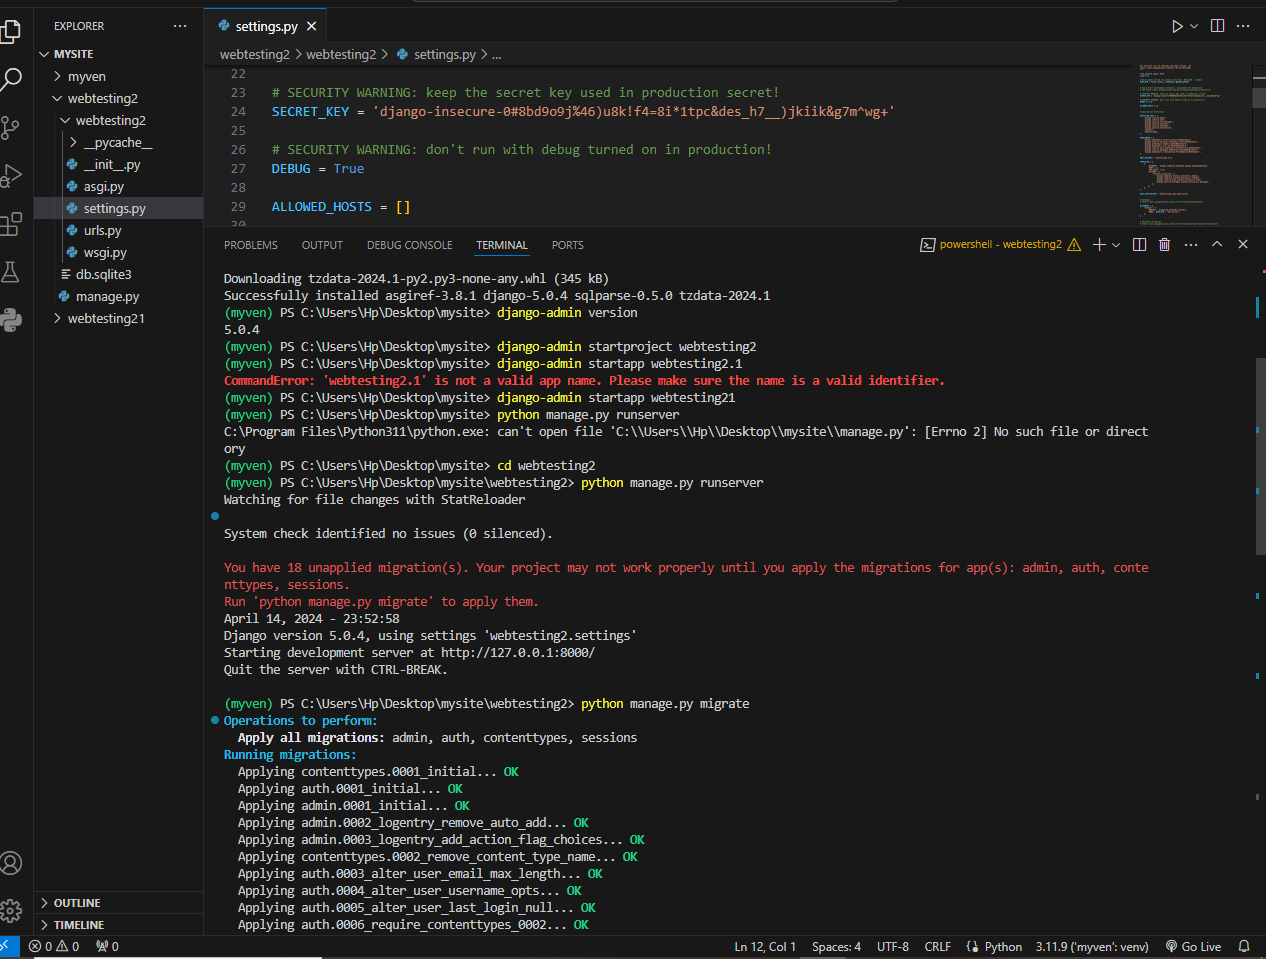 EXPLORER
MYSITE
myven
webtesting2
webtesting2
__pycache__
__init__.py
asgi.py
settings.py
urls.py
wsgi.py
db.sqlite3
manage.py
webtesting21
OUTLINE
TIMELINE
settings.py
webtesting2 > webtesting2 > settings.py > ...
22
23 # SECURITY WARNING: keep the secret key used in production secret!
24 SECRET_KEY = 'django-insecure-0#8bd9o9j%46)u8k!f4=8i*1tpc&des_h7__)jkiik&g7m^wg+'
25
26 # SECURITY WARNING: don't run with debug turned on in production!
27 DEBUG = True
28
29 ALLOWED_HOSTS = []
30
PROBLEMS OUTPUT DEBUG CONSOLE TERMINAL PORTS powershell - webtesting2
Downloading tzdata-2024.1-py2.py3-none-any.whl (345 kB)
Successfully installed asgiref-3.8.1 django-5.0.4 sqlparse-0.5.0 tzdata-2024.1
(myven) PS C:\Users\Hp\Desktop\mysite> django-admin version
5.0.4
(myven) PS C:\Users\Hp\Desktop\mysite> django-admin startproject webtesting2
(myven) PS C:\Users\Hp\Desktop\mysite> django-admin startapp webtesting2.1
CommandError: 'webtesting2.1' is not a valid app name. Please make sure the name is a valid identifier.
(myven) PS C:\Users\Hp\Desktop\mysite> django-admin startapp webtesting21
(myven) PS C:\Users\Hp\Desktop\mysite> python manage.py runserver
C:\Program Files\Python311\python.exe: can't open file 'C:\\Users\\Hp\\Desktop\\mysite\\manage.py': [Errno 2] No such file or direct
ory
(myven) PS C:\Users\Hp\Desktop\mysite> cd webtesting2
(myven) PS C:\Users\Hp\Desktop\mysite\webtesting2> python manage.py runserver
Watching for file changes with StatReloader
System check identified no issues (0 silenced).
You have 18 unapplied migration(s). Your project may not work properly until you apply the migrations for app(s): admin, auth, conte
nttypes, sessions.
Run 'python manage.py migrate' to apply them.
April 14, 2024 - 23:52:58
Django version 5.0.4, using settings 'webtesting2.settings'
Starting development server at http://127.0.0.1:8000/
Quit the server with CTRL-BREAK.
(myven) PS C:\Users\Hp\Desktop\mysite\webtesting2> python manage.py migrate
Operations to perform:
Apply all migrations: admin, auth, contenttypes, sessions
Running migrations:
Applying contenttypes.0001_initial... OK
Applying auth.0001_initial... OK
Applying admin.0001_initial... OK
Applying admin.0002_logentry_remove_auto_add... OK
Applying admin.0003_logentry_add_action_flag_choices... OK
Applying contenttypes.0002_remove_content_type_name... OK
Applying auth.0003_alter_user_email_max_length... OK
Applying auth.0004_alter_user_username_opts... OK
Applying auth.0005_alter_user_last_login_null... OK
Applying auth.0006_require_contenttypes_0002... OK
0 0 0 Ln 12, Col 1 Spaces: 4 UTF-8 CRLF Python 3.11.9 ('myven': venv) Go Live